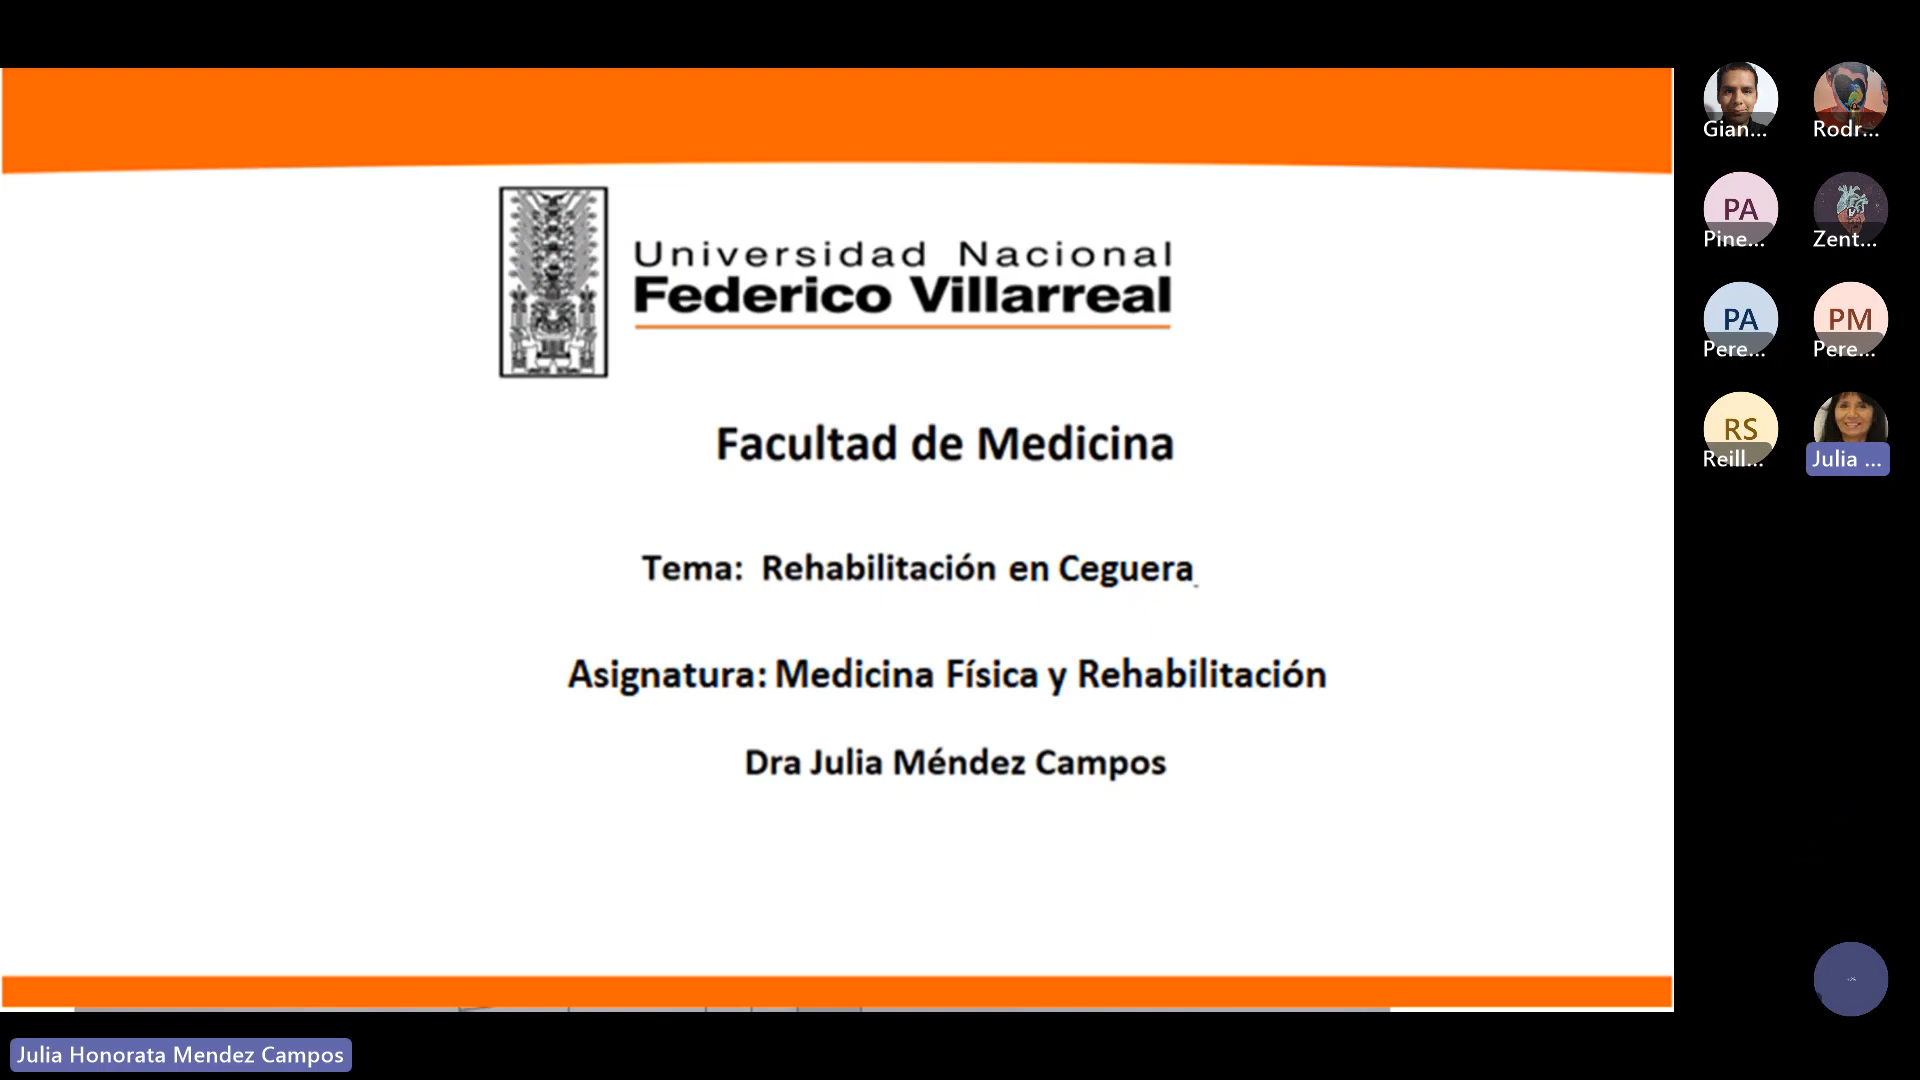 Universidad Nacional
Federico Villarreal
Facultad de Medicina
Tema: Rehabilitación en Ceguera
Asignatura: Medicina Física y Rehabilitación
Dra Julia Méndez Campos
Gian...
Rodr...
PA
Pine...
Zent...
PA
Pere...
PM
Pere...
RS
Reill...
Julia ...
Julia Honorata Mendez Campos